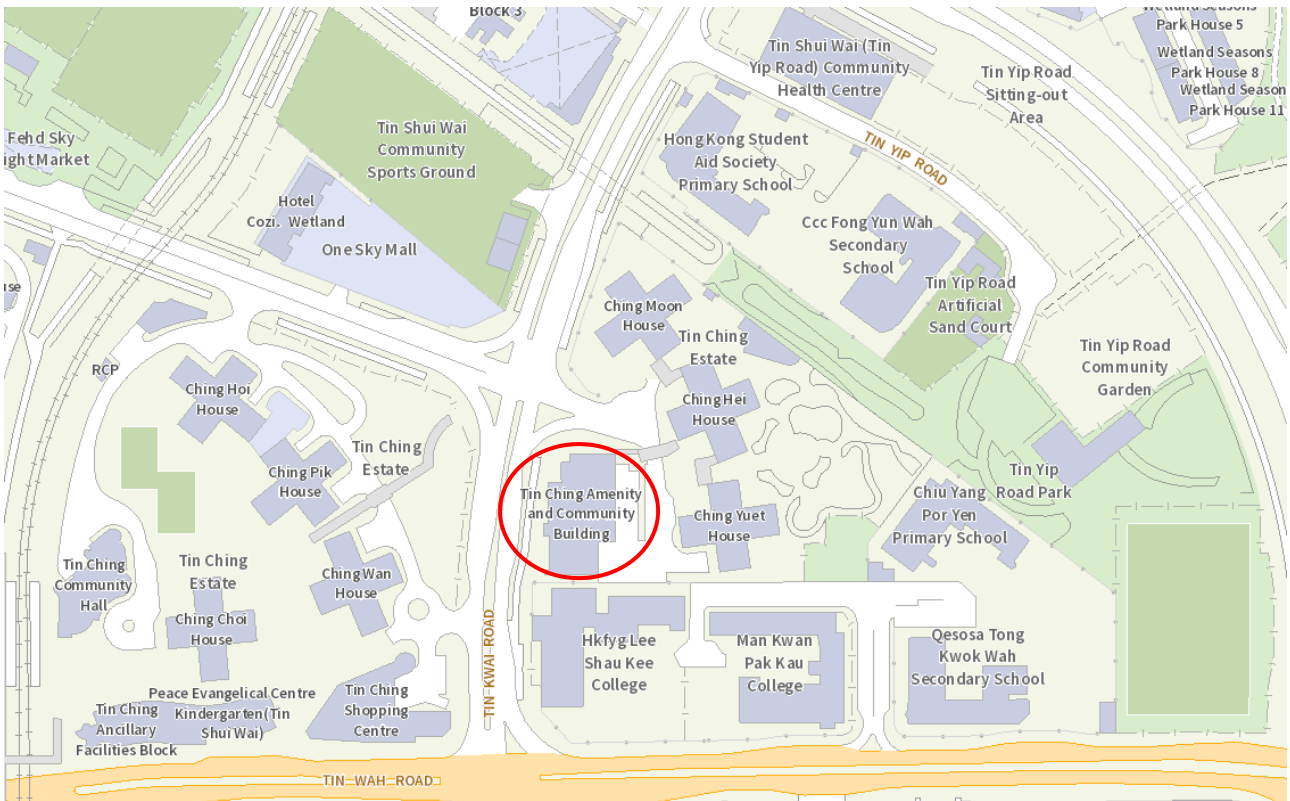 Block 3
Park House 5
Wetland Seasons
Park House 8
Wetland Season
Park House 11
Tin Shui Wai (Tin
Yip Road) Community
Health Centre
Tin Yip Road
Sitting-out
Area
Fehd Sky
ight Market
Tin Shui Wai
Community
Sports Ground
Hong Kong Student
Aid Society
Primary School
TIN YIP ROAD
Hotel
Cozi. Wetland
One Sky Mall
Ccc Fong Yun Wah
Secondary
School
Tin Yip Road
Artificial
Sand Court
use
Ching Moon
House
Tin Ching
Estate
Tin Yip Road
Community
Garden
RCP
Ching Hoi
House
Ching Hei
House
Tin Ching
Estate
Ching Pik
House
Tin Ching Amenity
and Community
Building
Ching Yuet
House
Tin Yip
Road Park
Chiu Yang
Por Yen
Primary School
Tin Ching
Community
Hall
Tin Ching
Estate
Ching Wan
House
Ching Choi
House
TIN KWAI ROAD
Hkfyg Lee
Shau Kee
College
Man Kwan
Pak Kau
College
Qesosa Tong
Kwok Wah
Secondary School
Peace Evangelical Centre
Kindergarten(Tin
Shui Wai)
Tin Ching
Ancillary
Facilities Block
Tin Ching
Shopping
Centre
TIN WAH ROAD